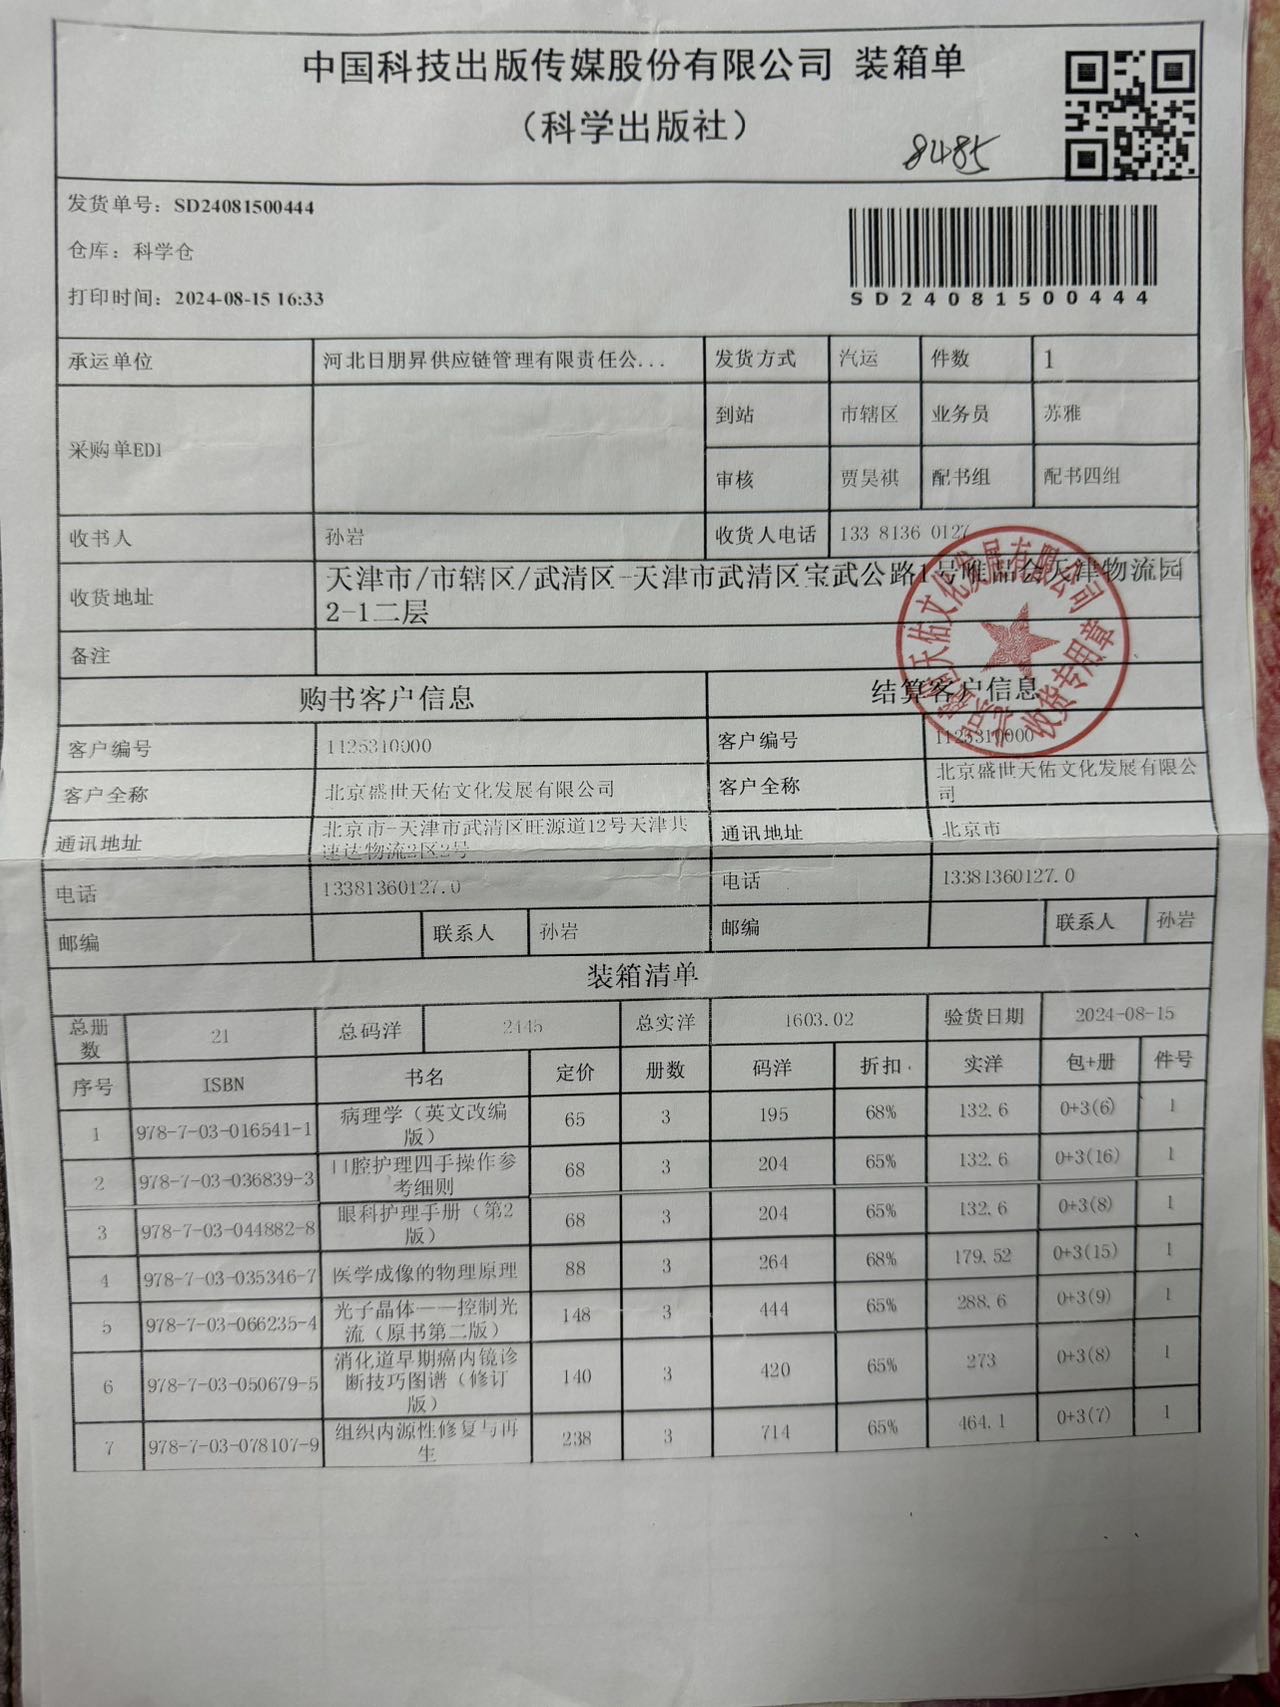 中国科技出版传媒股份有限公司 装箱单
（科学出版社）
8485
发货单号：SD24081500444
仓库：科学仓
打印时间：2024-08-15 16:33
SD24081500444
承运单位 河北日朋昇供应链管理有限责任公... 发货方式 汽运 件数 1
采购单EDI 到站 市辖区 业务员 苏雅
审核 贾昊祺 配书组 配书四组
收书人 孙岩 收货人电话 133 8136 0127
收货地址 天津市/市辖区/武清区-天津市武清区宝武公路1号唯品会天津物流园
2-1二层
备注
购书客户信息 结算客户信息
客户编号 1125310000 客户编号 1125310000
客户全称 北京盛世天佑文化发展有限公司 客户全称 北京盛世天佑文化发展有限公
司
通讯地址 北京市-天津市武清区旺源道12号天津共
速达物流2区2号 通讯地址 北京市
电话 13381360127.0 电话 13381360127.0
邮编 联系人 孙岩 邮编 联系人 孙岩
北京盛世天佑文化发展有限公司
收货专用章
装箱清单
总册
数 21 总码洋 2445 总实洋 1603.02 验货日期 2024-08-15
序号 ISBN 书名 定价 册数 码洋 折扣 实洋 包+册 件号
1 978-7-03-016541-1 病理学（英文改编
版） 65 3 195 68% 132.6 0+3(6) 1
2 978-7-03-036839-3 口腔护理四手操作参
考细则 68 3 204 65% 132.6 0+3(16) 1
3 978-7-03-044882-8 眼科护理手册（第2
版） 68 3 204 65% 132.6 0+3(8) 1
4 978-7-03-035346-7 医学成像的物理原理 88 3 264 68% 179.52 0+3(15) 1
5 978-7-03-066235-4 光子晶体——控制光
流（原书第二版） 148 3 444 65% 288.6 0+3(9) 1
6 978-7-03-050679-5 消化道早期癌内镜诊
断技巧图谱（修订
版） 140 3 420 65% 273 0+3(8) 1
7 978-7-03-078107-9 组织内源性修复与再
生 238 3 714 65% 464.1 0+3(7) 1